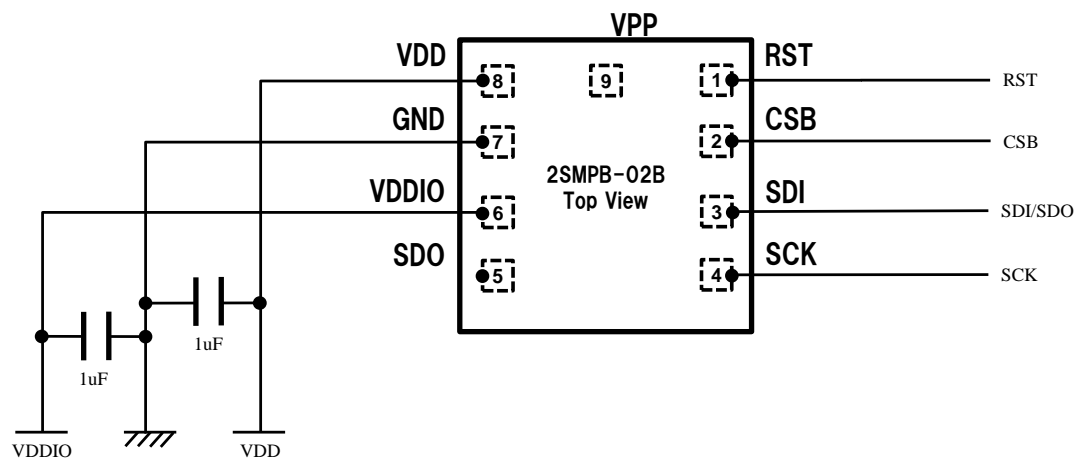 VPP
VDD
8
9
1
RST
RST
GND
7
2
CSB
CSB
2SMPB-02B
Top View
VDDIO
6
3
SDI
SDI/SDO
SDO
5
4
SCK
SCK
1uF
1uF
VDDIO
VDD